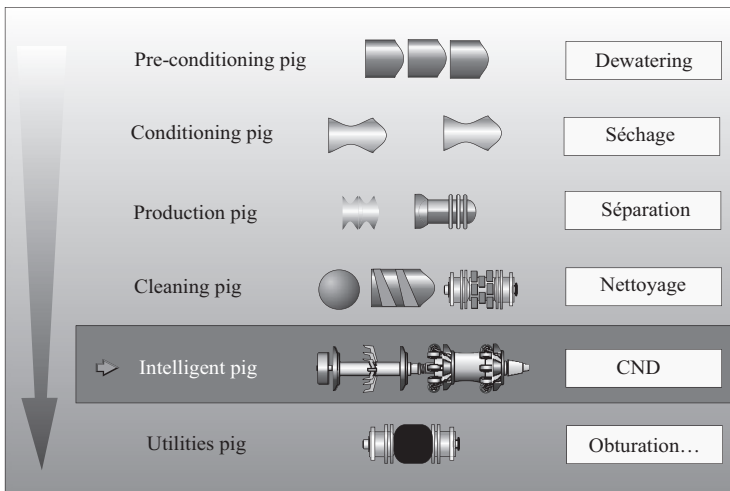 Pre-conditioning pig Dewatering
Conditioning pig Séchage
Production pig Séparation
Cleaning pig Nettoyage
Intelligent pig CND
Utilities pig Obturation…